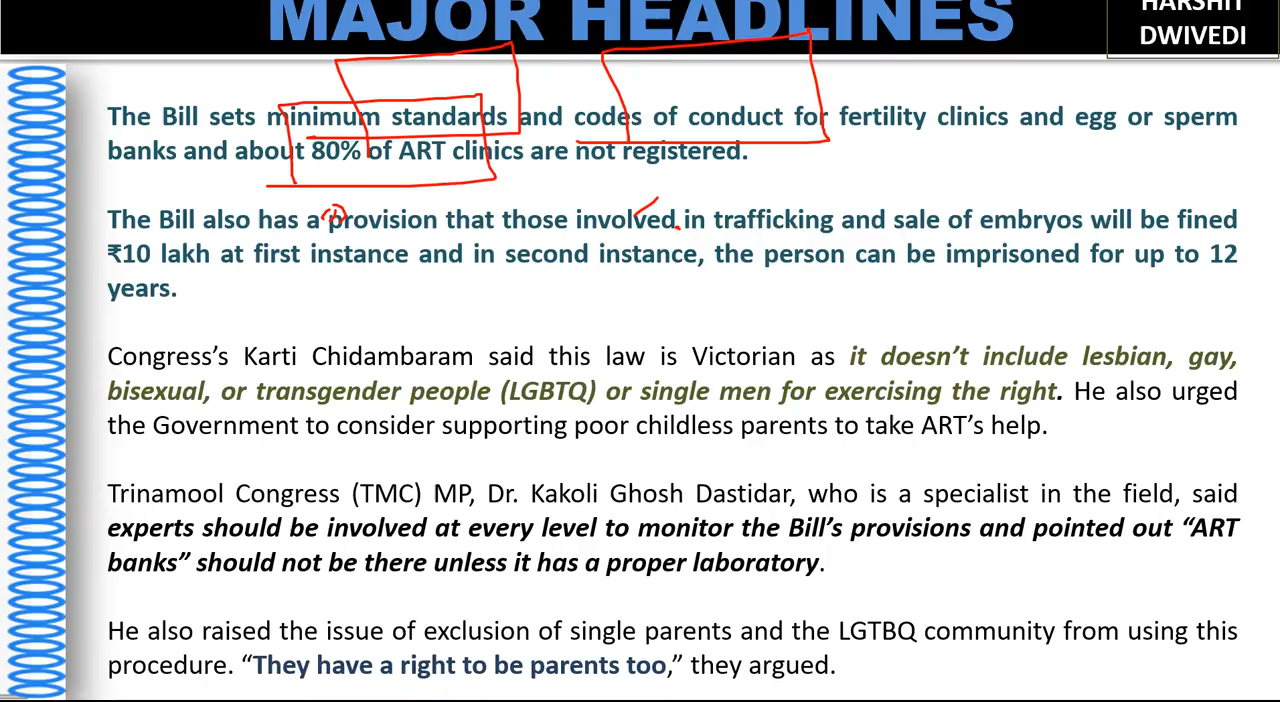 MAJOR HEADLINES
HARSHIT
DWIVEDI
The Bill sets minimum standards and codes of conduct for fertility clinics and egg or sperm
banks and about 80% of ART clinics are not registered.
The Bill also has a provision that those involved in trafficking and sale of embryos will be fined
₹10 lakh at first instance and in second instance, the person can be imprisoned for up to 12
years.
Congress’s Karti Chidambaram said this law is Victorian as it doesn’t include lesbian, gay,
bisexual, or transgender people (LGBTQ) or single men for exercising the right. He also urged
the Government to consider supporting poor childless parents to take ART’s help.
Trinamool Congress (TMC) MP, Dr. Kakoli Ghosh Dastidar, who is a specialist in the field, said
experts should be involved at every level to monitor the Bill’s provisions and pointed out “ART
banks” should not be there unless it has a proper laboratory.
He also raised the issue of exclusion of single parents and the LGTBQ community from using this
procedure. “They have a right to be parents too,” they argued.